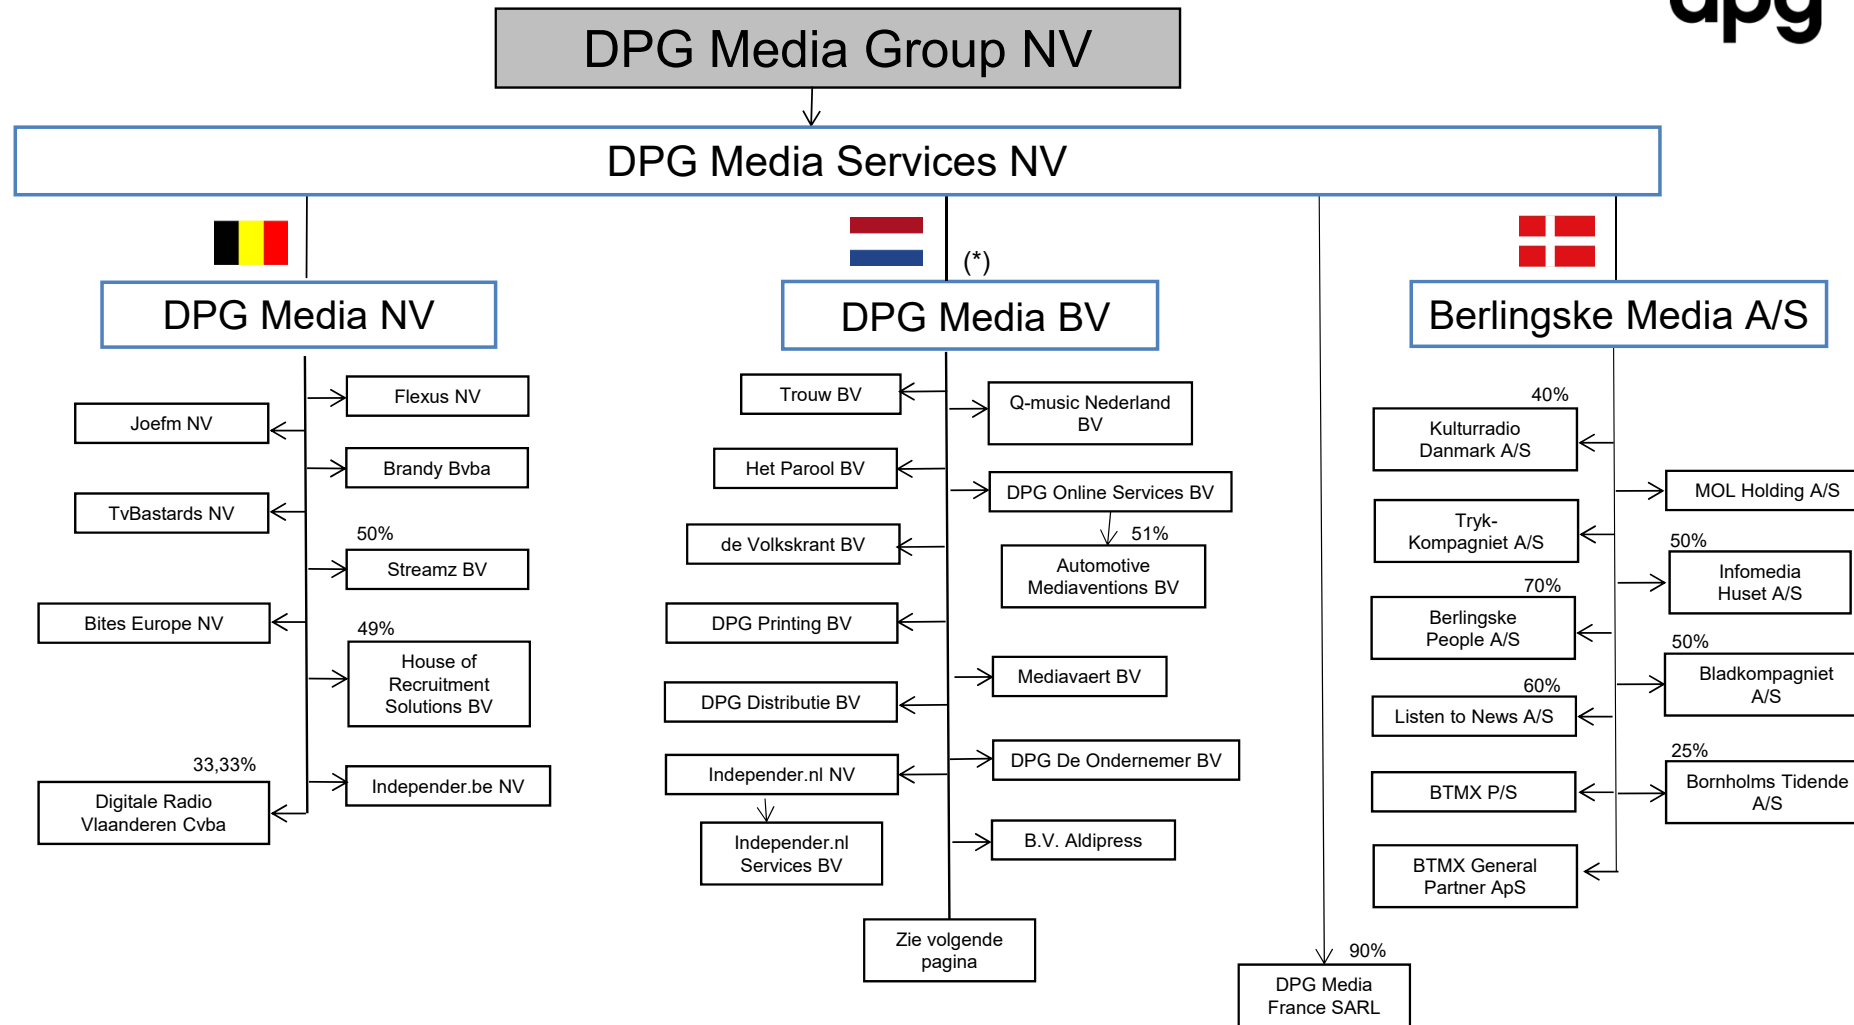 dpg
DPG Media Group NV
DPG Media Services NV
(*)
DPG Media NV
DPG Media BV
Berlingske Media A/S
Flexus NV
Joefm NV
Brandy Bvba
TvBastards NV
50%
Streamz BV
Bites Europe NV
49%
House of
Recruitment
Solutions BV
33,33%
Digitale Radio
Vlaanderen Cvba
Independer.be NV
Trouw BV
Q-music Nederland
BV
Het Parool BV
DPG Online Services BV
51%
Automotive
Mediaventions BV
de Volkskrant BV
DPG Printing BV
Mediavaert BV
DPG Distributie BV
DPG De Ondernemer BV
Independer.nl NV
Independer.nl
Services BV
B.V. Aldipress
Zie volgende
pagina
90%
DPG Media
France SARL
40%
Kulturradio
Danmark A/S
MOL Holding A/S
Tryk-
Kompagniet A/S
50%
Infomedia
Huset A/S
70%
Berlingske
People A/S
50%
Bladkompagniet
A/S
60%
Listen to News A/S
25%
Bornholms Tidende
A/S
BTMX P/S
BTMX General
Partner ApS